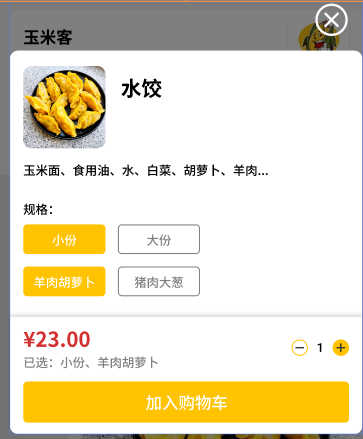 玉米客
水饺
玉米面、食用油、水、白菜、胡萝卜、羊肉...
规格：
小份 大份
羊肉胡萝卜 猪肉大葱
¥23.00
1
已选：小份、羊肉胡萝卜
加入购物车